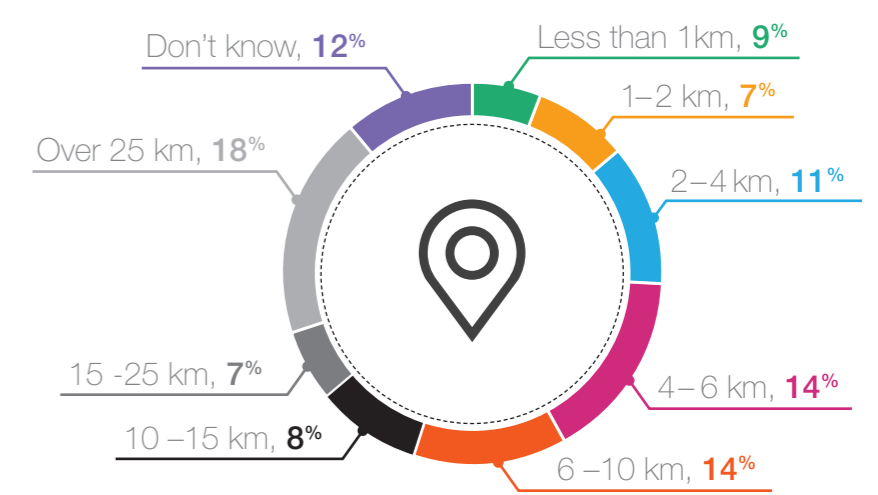 Don't know, 12%
Less than 1km, 9%
1–2 km, 7%
2–4 km, 11%
4–6 km, 14%
6–10 km, 14%
10–15 km, 8%
15 -25 km, 7%
Over 25 km, 18%